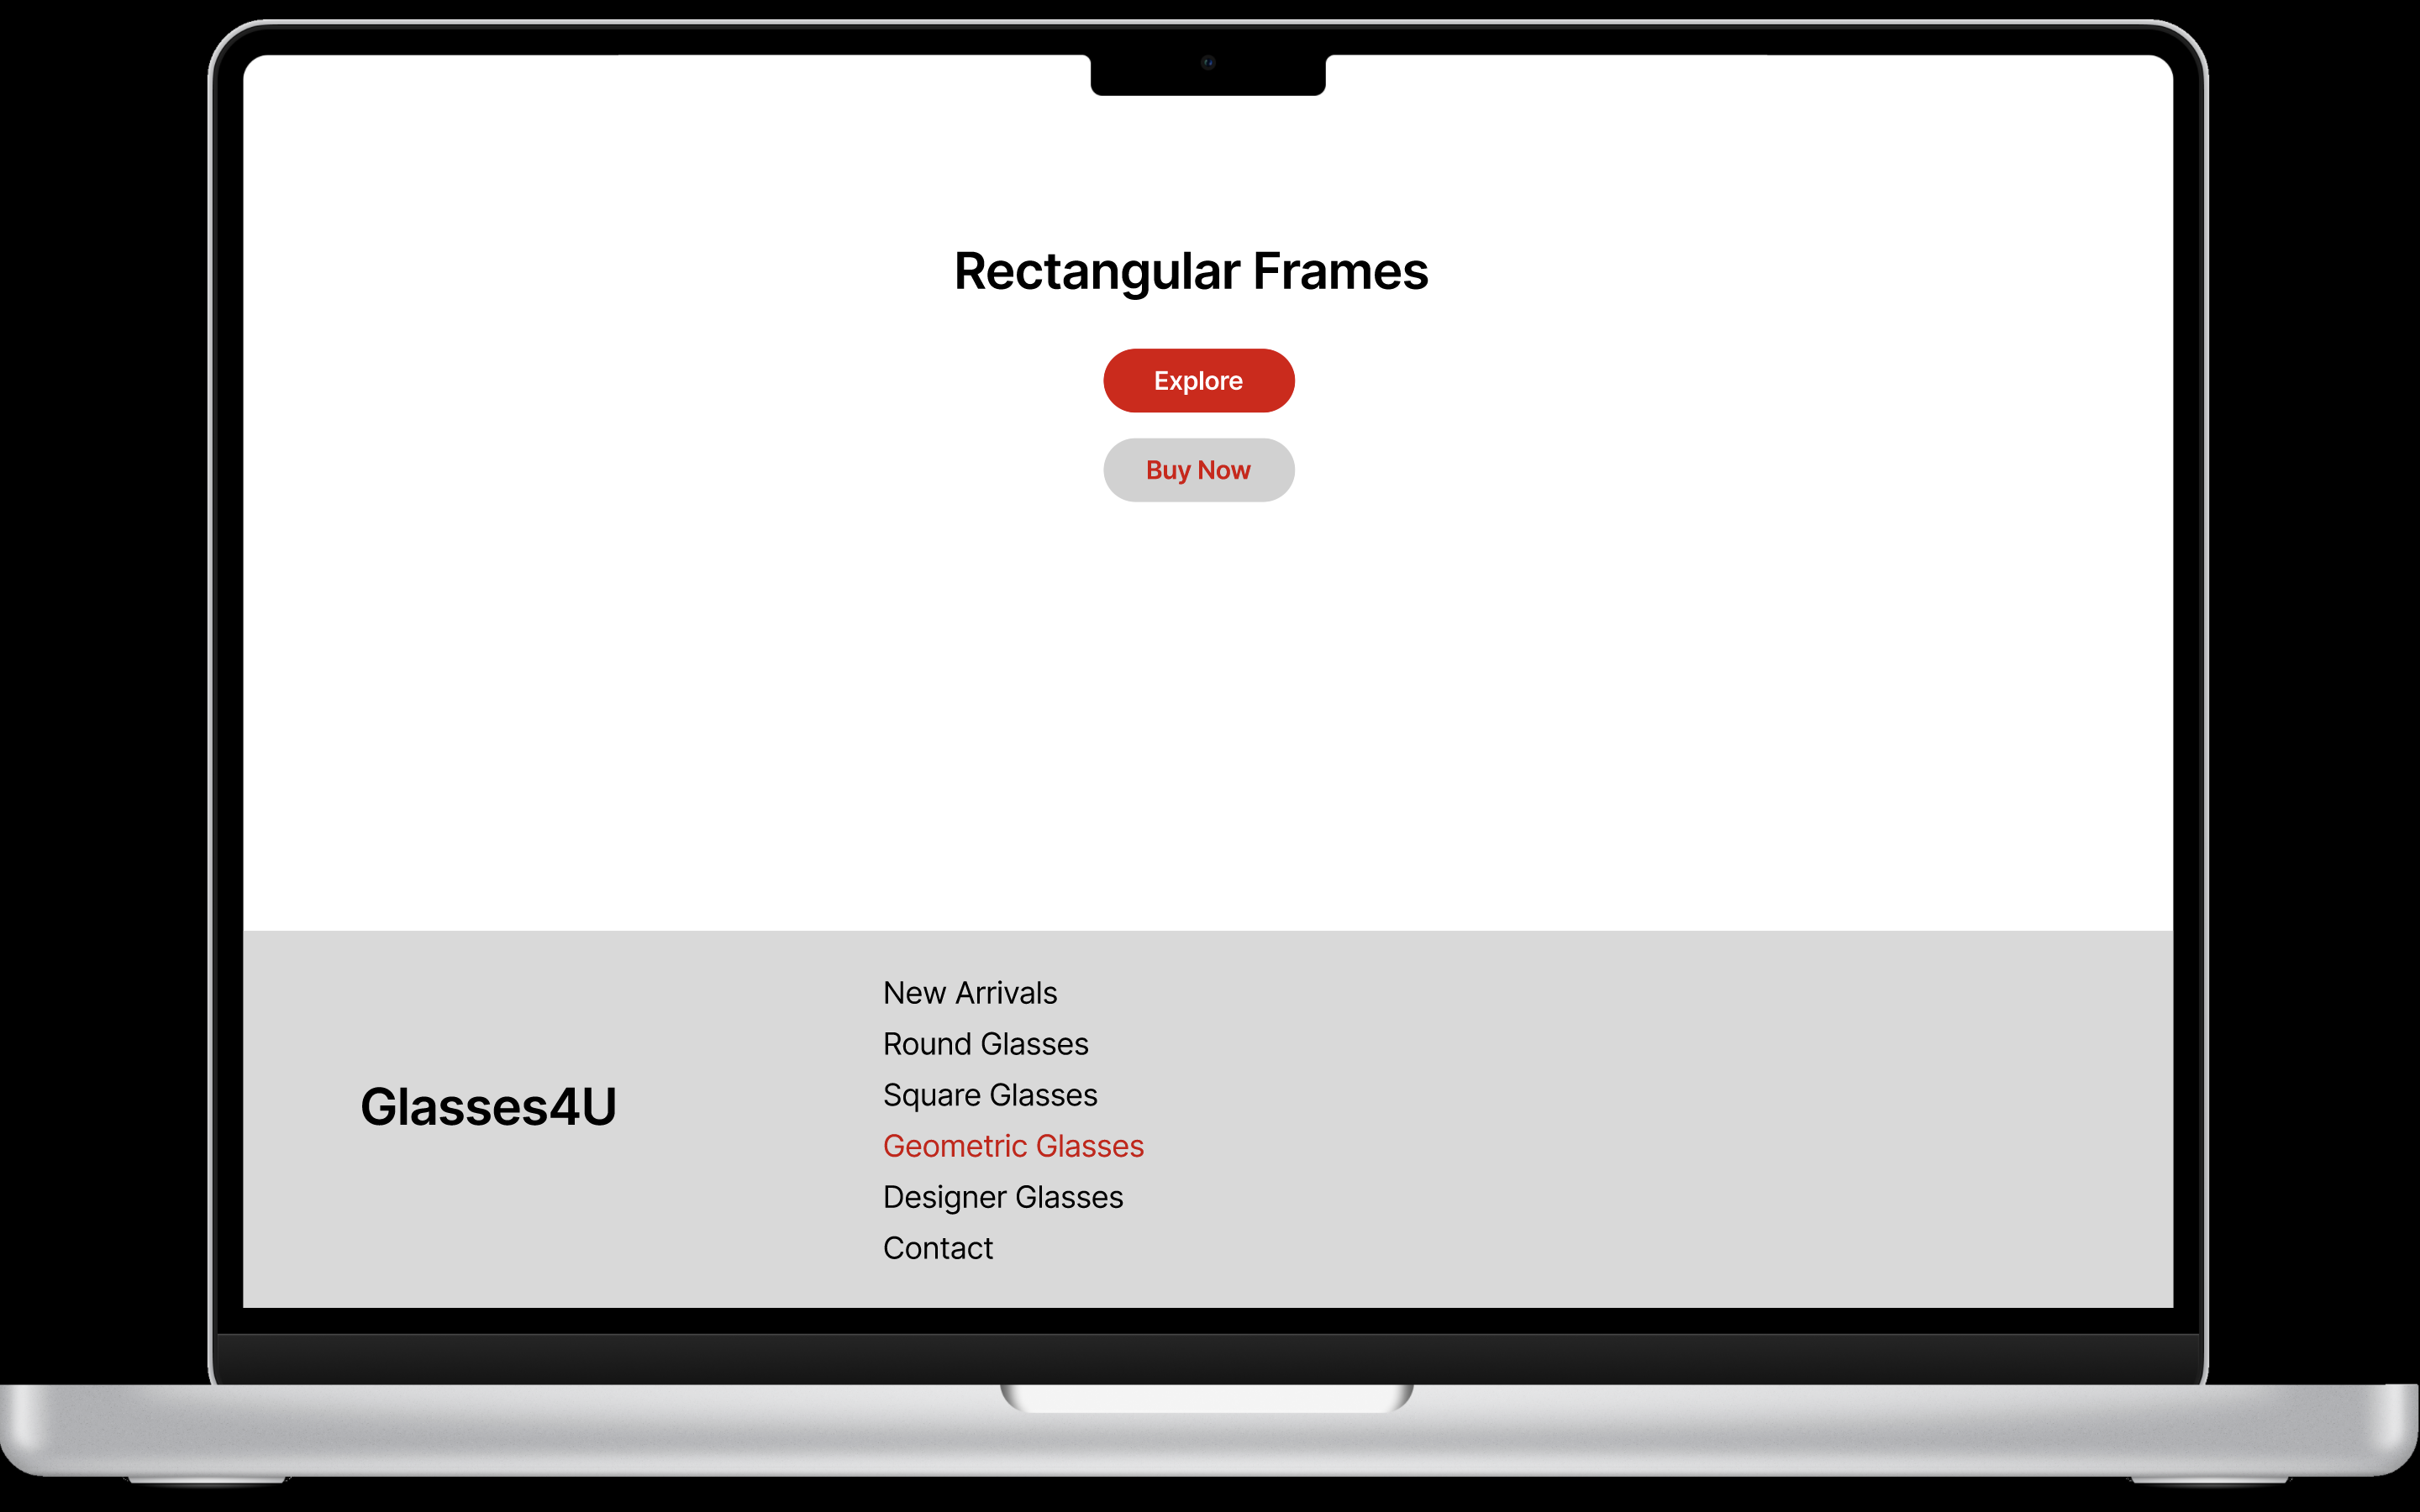 Rectangular Frames
Explore
Buy Now
Glasses4U
New Arrivals
Round Glasses
Square Glasses
Geometric Glasses
Designer Glasses
Contact